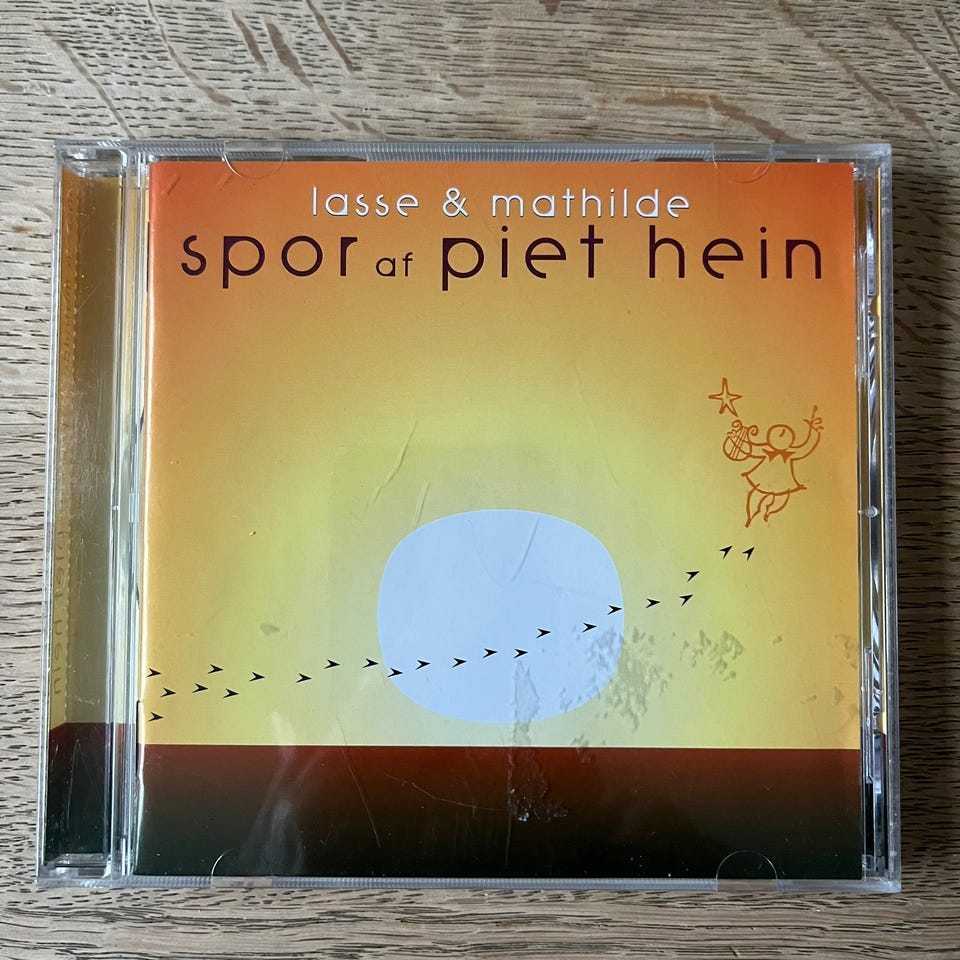 lasse & mathilde
spor af piet hein